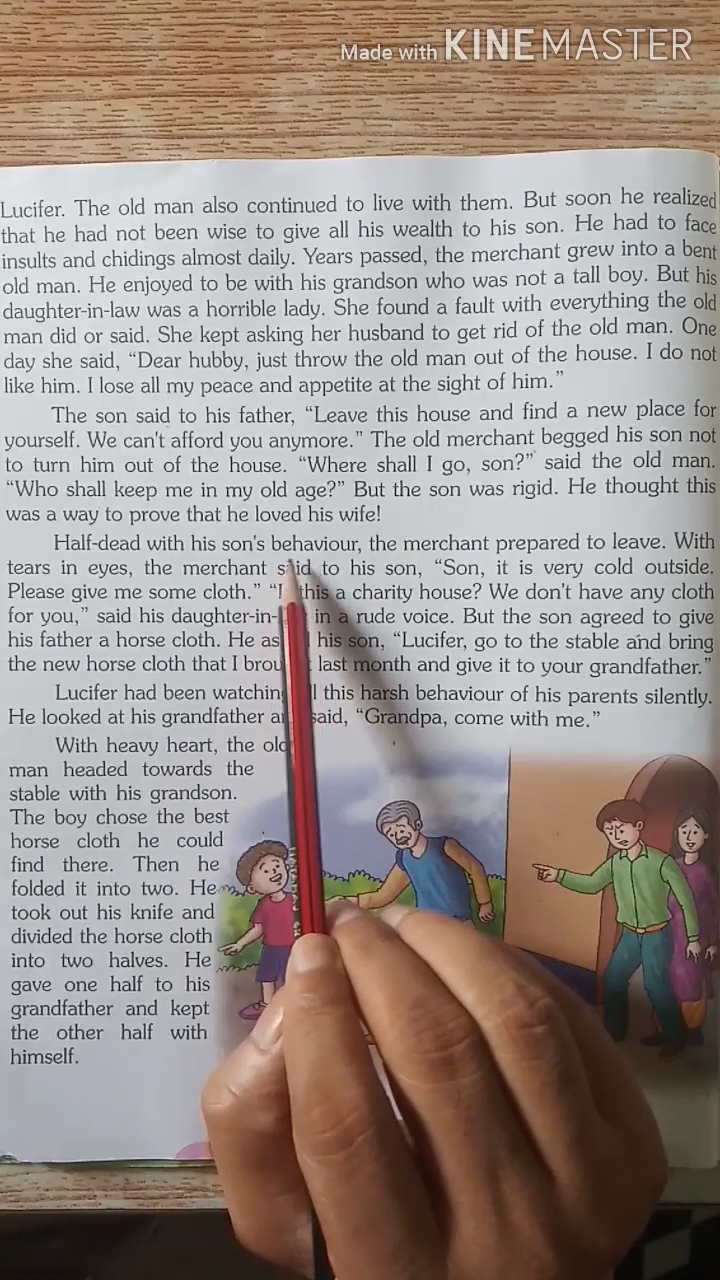 Made with KINEMASTER
Lucifer. The old man also continued to live with them. But soon he realized
that he had not been wise to give all his wealth to his son. He had to face
insults and chidings almost daily. Years passed, the merchant grew into a bent
old man. He enjoyed to be with his grandson who was not a tall boy. But his
daughter-in-law was a horrible lady. She found a fault with everything the old
man did or said. She kept asking her husband to get rid of the old man. One
day she said, “Dear hubby, just throw the old man out of the house. I do not
like him. I lose all my peace and appetite at the sight of him.”
The son said to his father, “Leave this house and find a new place for
yourself. We can't afford you anymore.” The old merchant begged his son not
to turn him out of the house. “Where shall I go, son?” said the old man.
“Who shall keep me in my old age?” But the son was rigid. He thought this
was a way to prove that he loved his wife!
Half-dead with his son's behaviour, the merchant prepared to leave. With
tears in eyes, the merchant said to his son, “Son, it is very cold outside.
Please give me some cloth.” this a charity house? We don't have any cloth
for you,” said his daughter-in- in a rude voice. But the son agreed to give
his father a horse cloth. He his son, “Lucifer, go to the stable and bring
the new horse cloth that I last month and give it to your grandfather.”
Lucifer had been watching this harsh behaviour of his parents silently.
He looked at his grandfather said, “Grandpa, come with me.”
With heavy heart, the old
man headed towards the
stable with his grandson.
The boy chose the best
horse cloth he could
find there. Then he
folded it into two. He
took out his knife and
divided the horse cloth
into two halves. He
gave one half to his
grandfather and kept
the other half with
himself.